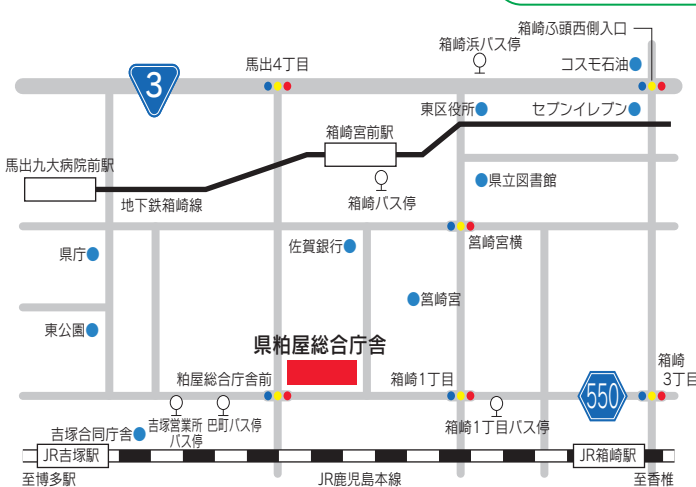 箱崎ふ頭西側入口
箱崎浜バス停
馬出4丁目
コスモ石油
3
東区役所
セブンイレブン
箱崎宮前駅
馬出九大病院前駅
県立図書館
箱崎バス停
地下鉄箱崎線
佐賀銀行
筥崎宮横
県庁
筥崎宮
東公園
県粕屋総合庁舎
箱崎
3丁目
粕屋総合庁舎前
箱崎1丁目
550
吉塚営業所
バス停
巴町バス停
箱崎1丁目バス停
吉塚合同庁舎
JR吉塚駅
JR箱崎駅
至博多駅
JR鹿児島本線
至香椎